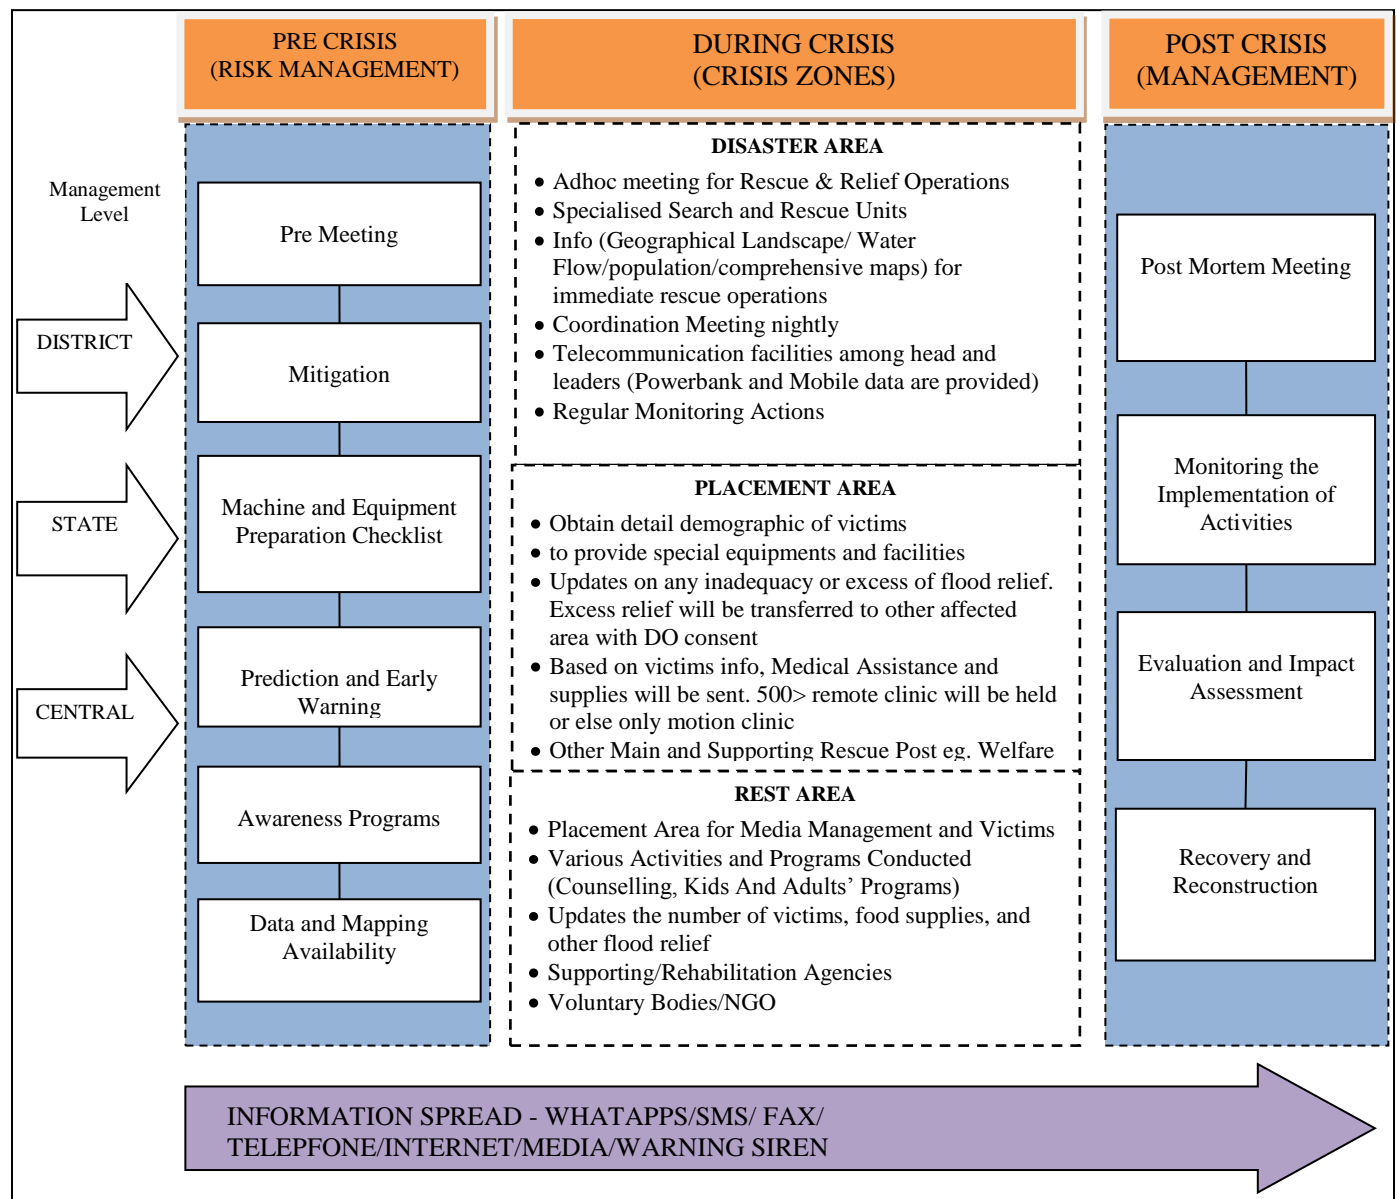 PRE CRISIS
(RISK MANAGEMENT)
DURING CRISIS
(CRISIS ZONES)
POST CRISIS
(MANAGEMENT)
Management
Level
DISTRICT
STATE
CENTRAL
Pre Meeting
Mitigation
Machine and Equipment
Preparation Checklist
Prediction and Early
Warning
Awareness Programs
Data and Mapping
Availability
DISASTER AREA
• Adhoc meeting for Rescue & Relief Operations
• Specialised Search and Rescue Units
• Info (Geographical Landscape/ Water
Flow/population/comprehensive maps) for
immediate rescue operations
• Coordination Meeting nightly
• Telecommunication facilities among head and
leaders (Powerbank and Mobile data are provided)
• Regular Monitoring Actions
PLACEMENT AREA
• Obtain detail demographic of victims
• to provide special equipments and facilities
• Updates on any inadequacy or excess of flood relief.
Excess relief will be transferred to other affected
area with DO consent
• Based on victims info, Medical Assistance and
supplies will be sent. 500> remote clinic will be held
or else only motion clinic
• Other Main and Supporting Rescue Post eg. Welfare
REST AREA
• Placement Area for Media Management and Victims
• Various Activities and Programs Conducted
(Counselling, Kids And Adults’ Programs)
• Updates the number of victims, food supplies, and
other flood relief
• Supporting/Rehabilitation Agencies
• Voluntary Bodies/NGO
Post Mortem Meeting
Monitoring the
Implementation of
Activities
Evaluation and Impact
Assessment
Recovery and
Reconstruction
INFORMATION SPREAD - WHATAPPS/SMS/ FAX/
TELEPFONE/INTERNET/MEDIA/WARNING SIREN